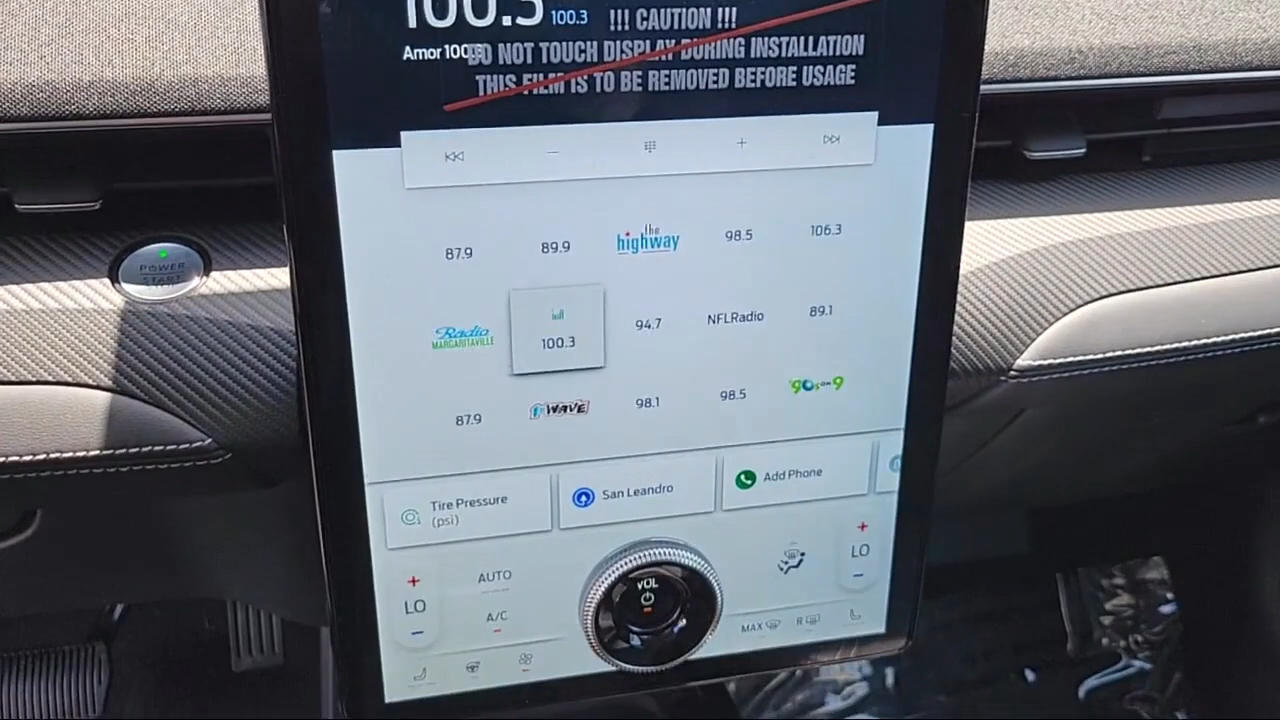 100.3 100.3
!!! CAUTION !!!
Amor 100.3
DO NOT TOUCH DISPLAY DURING INSTALLATION
THIS FILM IS TO BE REMOVED BEFORE USAGE
87.9
89.9
the highway
98.5
106.3
Radio MARGARITAVILLE
100.3
94.7
NFLRadio
89.1
87.9
1st WAVE
98.1
98.5
90s on 9
POWER
START
Tire Pressure
(psi)
San Leandro
Add Phone
LO
AUTO
A/C
VOL
LO
MAX
R